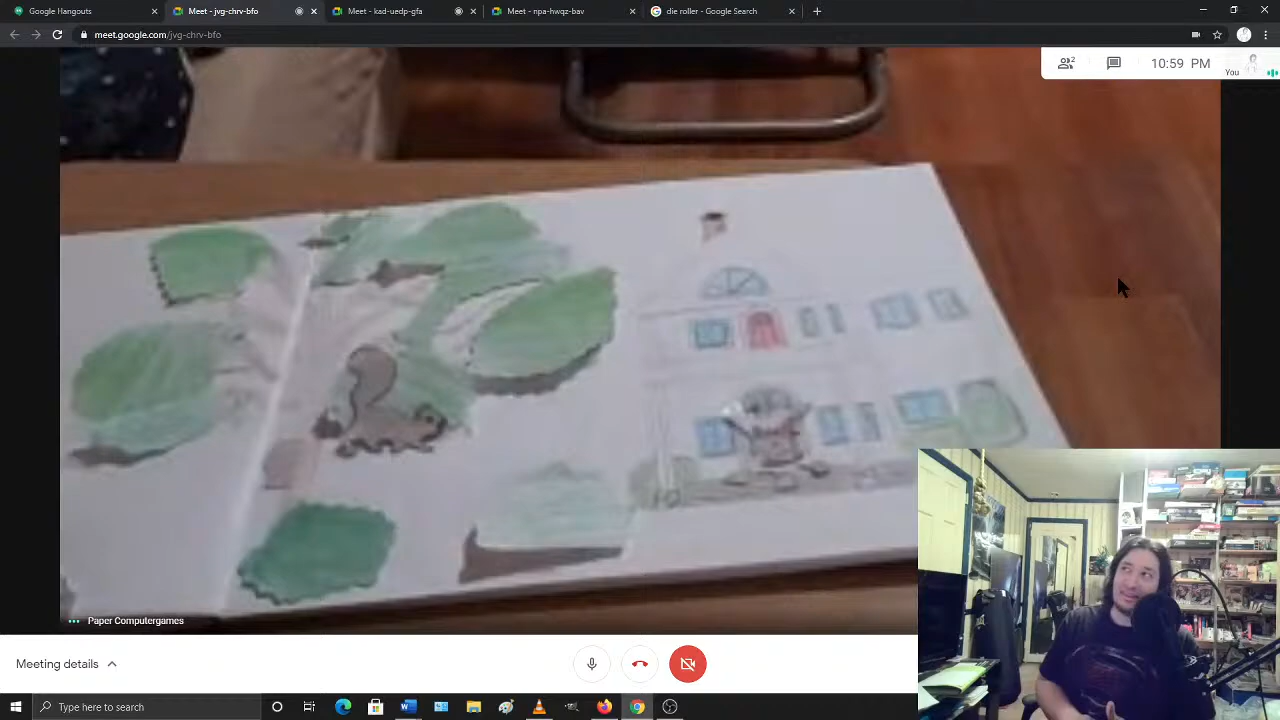 Google Hangouts
Meet - jvg-chrv-bfo
Meet - kad-uedp-gfa
Meet - npa-hwqz-bav
die roller - Google Search
meet.google.com/jvg-chrv-bfo
2
10:59 PM
You
Paper Computergames
Meeting details
Type here to search